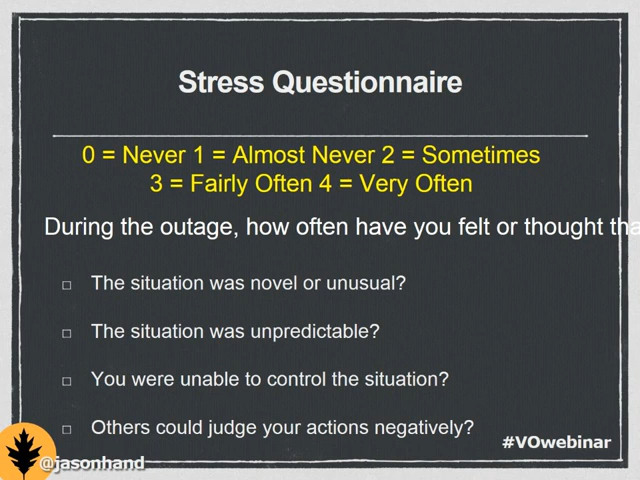 Stress Questionnaire
0 = Never 1 = Almost Never 2 = Sometimes
3 = Fairly Often 4 = Very Often
During the outage, how often have you felt or thought tha
The situation was novel or unusual?
The situation was unpredictable?
You were unable to control the situation?
Others could judge your actions negatively?
#VOwebinar
@jasonhand